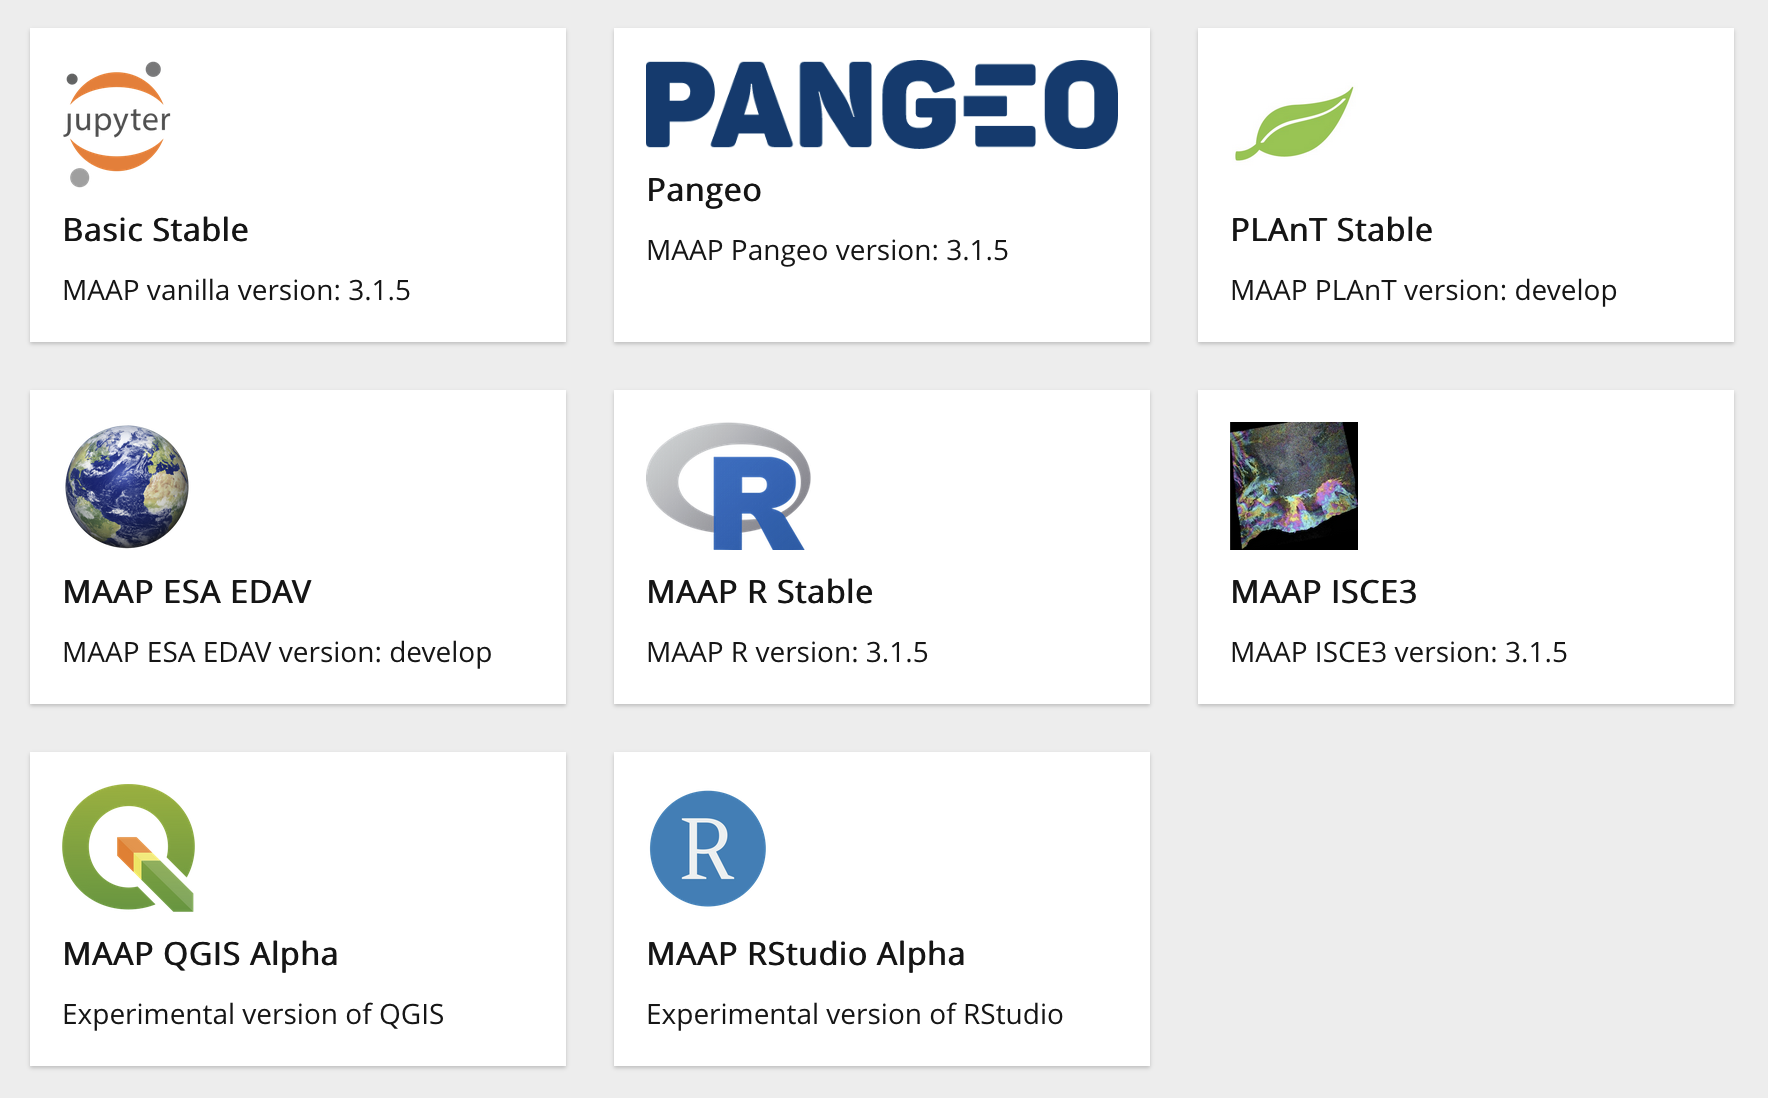 jupyter
Basic Stable
MAAP vanilla version: 3.1.5
PANGEO
Pangeo
MAAP Pangeo version: 3.1.5
PLAnT Stable
MAAP PLAnT version: develop
MAAP ESA EDAV
MAAP ESA EDAV version: develop
R
MAAP R Stable
MAAP R version: 3.1.5
MAAP ISCE3
MAAP ISCE3 version: 3.1.5
Q
MAAP QGIS Alpha
Experimental version of QGIS
R
MAAP RStudio Alpha
Experimental version of RStudio